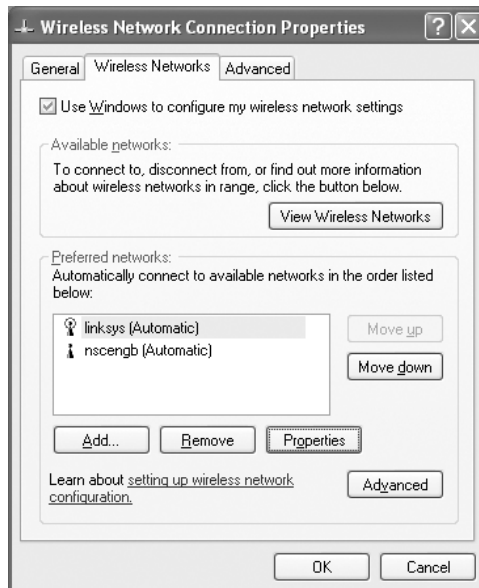 Wireless Network Connection Properties
General Wireless Networks Advanced
Use Windows to configure my wireless network settings
Available networks:
To connect to, disconnect from, or find out more information
about wireless networks in range, click the button below.
View Wireless Networks
Preferred networks:
Automatically connect to available networks in the order listed
below:
linksys (Automatic)
nscengb (Automatic)
Move up
Move down
Add... Remove Properties
Learn about setting up wireless network
configuration.
Advanced
OK Cancel